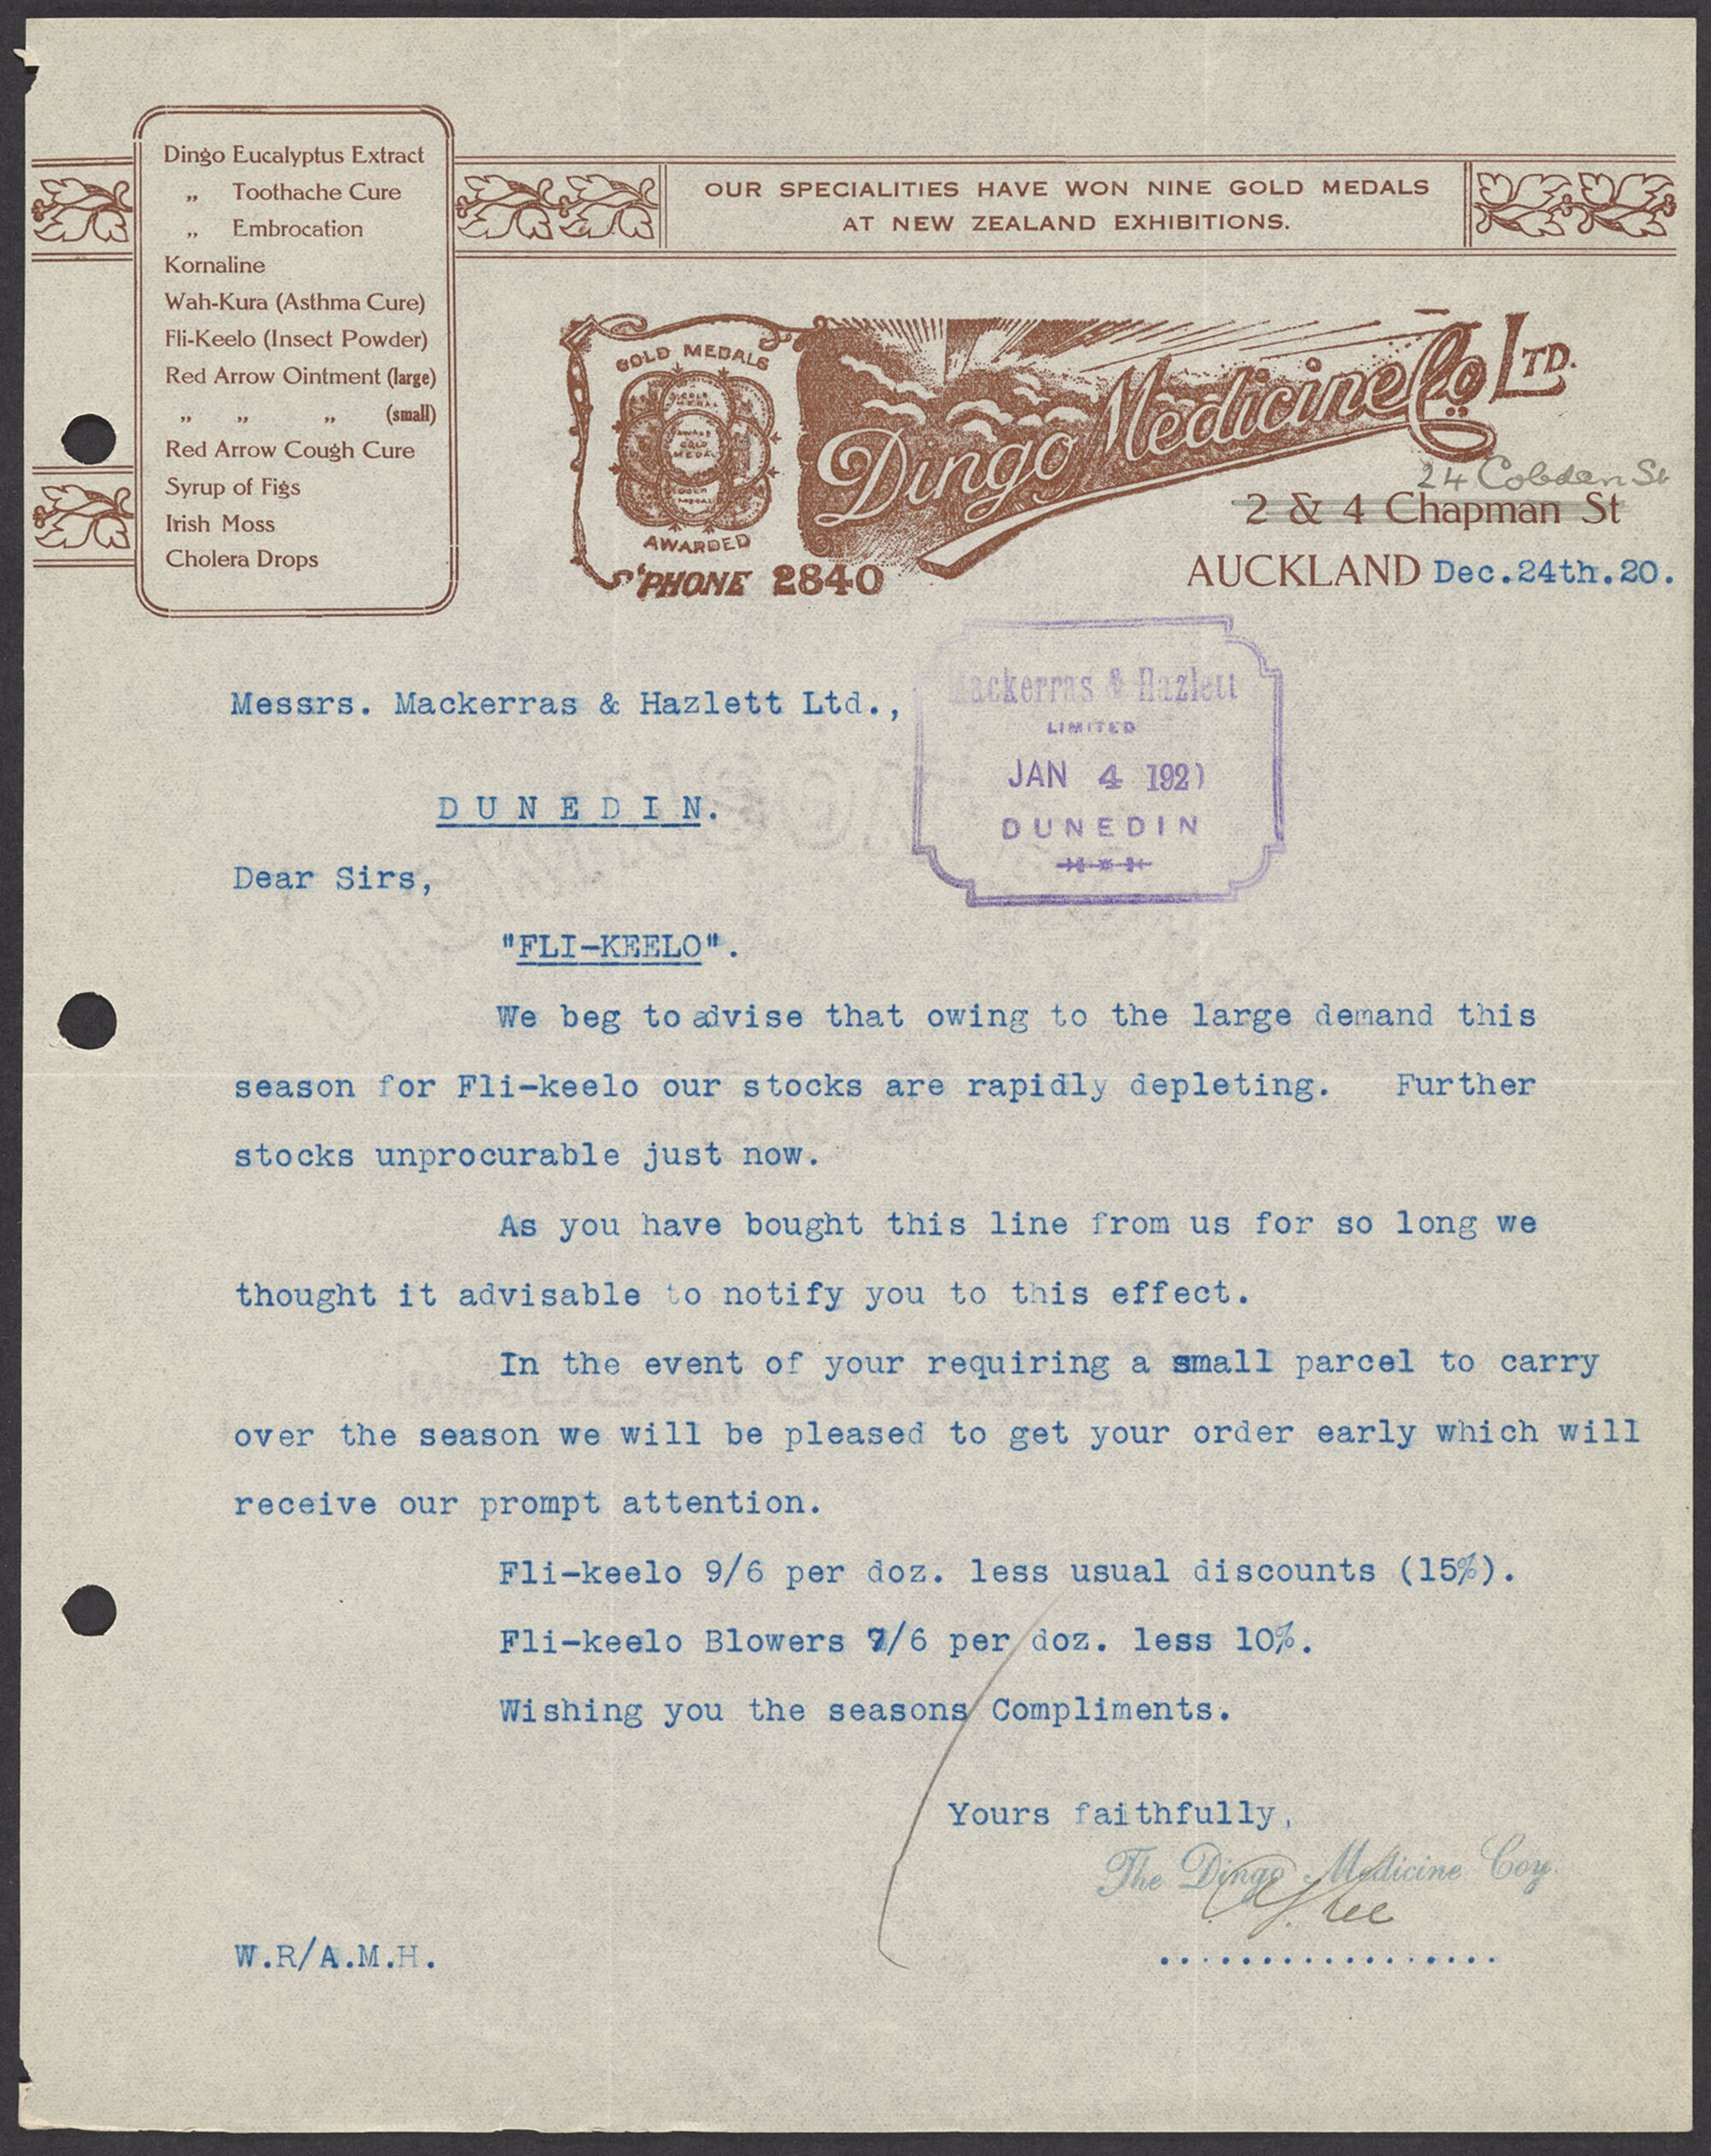 Dingo Eucalyptus Extract
„ Toothache Cure
„ Embrocation
Kornaline
Wah-Kura (Asthma Cure)
Fli-Keelo (Insect Powder)
Red Arrow Ointment (large)
„ „ „ (small)
Red Arrow Cough Cure
Syrup of Figs
Irish Moss
Cholera Drops
OUR SPECIALITIES HAVE WON NINE GOLD MEDALS
AT NEW ZEALAND EXHIBITIONS.
GOLD MEDALS
AWARDED
'PHONE 2840
Dingo Medicine Co LTD.
24 Cobden St
2 & 4 Chapman St
AUCKLAND Dec.24th.20.
Mackerras & Hazlett
LIMITED
JAN 4 1921
DUNEDIN
Messrs. Mackerras & Hazlett Ltd.,
D U N E D I N.
Dear Sirs,
"FLI-KEELO".
We beg to advise that owing to the large demand this
season for Fli-keelo our stocks are rapidly depleting. Further
stocks unprocurable just now.
As you have bought this line from us for so long we
thought it advisable to notify you to this effect.
In the event of your requiring a small parcel to carry
over the season we will be pleased to get your order early which will
receive our prompt attention.
Fli-keelo 9/6 per doz. less usual discounts (15%).
Fli-keelo Blowers 7/6 per doz. less 10%.
Wishing you the seasons Compliments.
Yours faithfully,
The Dingo Medicine Coy.
W.R/A.M.H.
.................